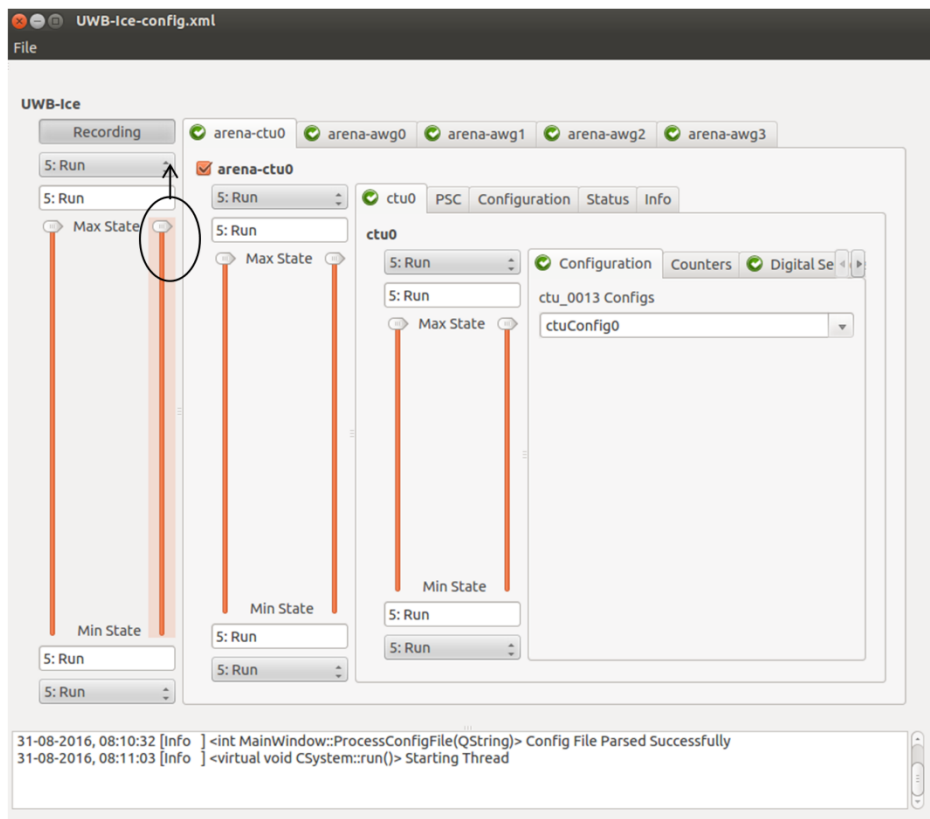 UWB-Ice-config.xml
File
UWB-Ice
Recording
arena-ctu0 arena-awg0 arena-awg1 arena-awg2 arena-awg3
5: Run
5: Run
Max State
Min State
5: Run
5: Run
arena-ctu0
5: Run
5: Run
Max State
Min State
5: Run
5: Run
ctu0 PSC Configuration Status Info
ctu0
5: Run
5: Run
Max State
Min State
5: Run
5: Run
Configuration Counters Digital Se
ctu_0013 Configs
ctuConfig0
31-08-2016, 08:10:32 [Info ] <int MainWindow::ProcessConfigFile(QString)> Config File Parsed Successfully
31-08-2016, 08:11:03 [Info ] <virtual void CSystem::run()> Starting Thread